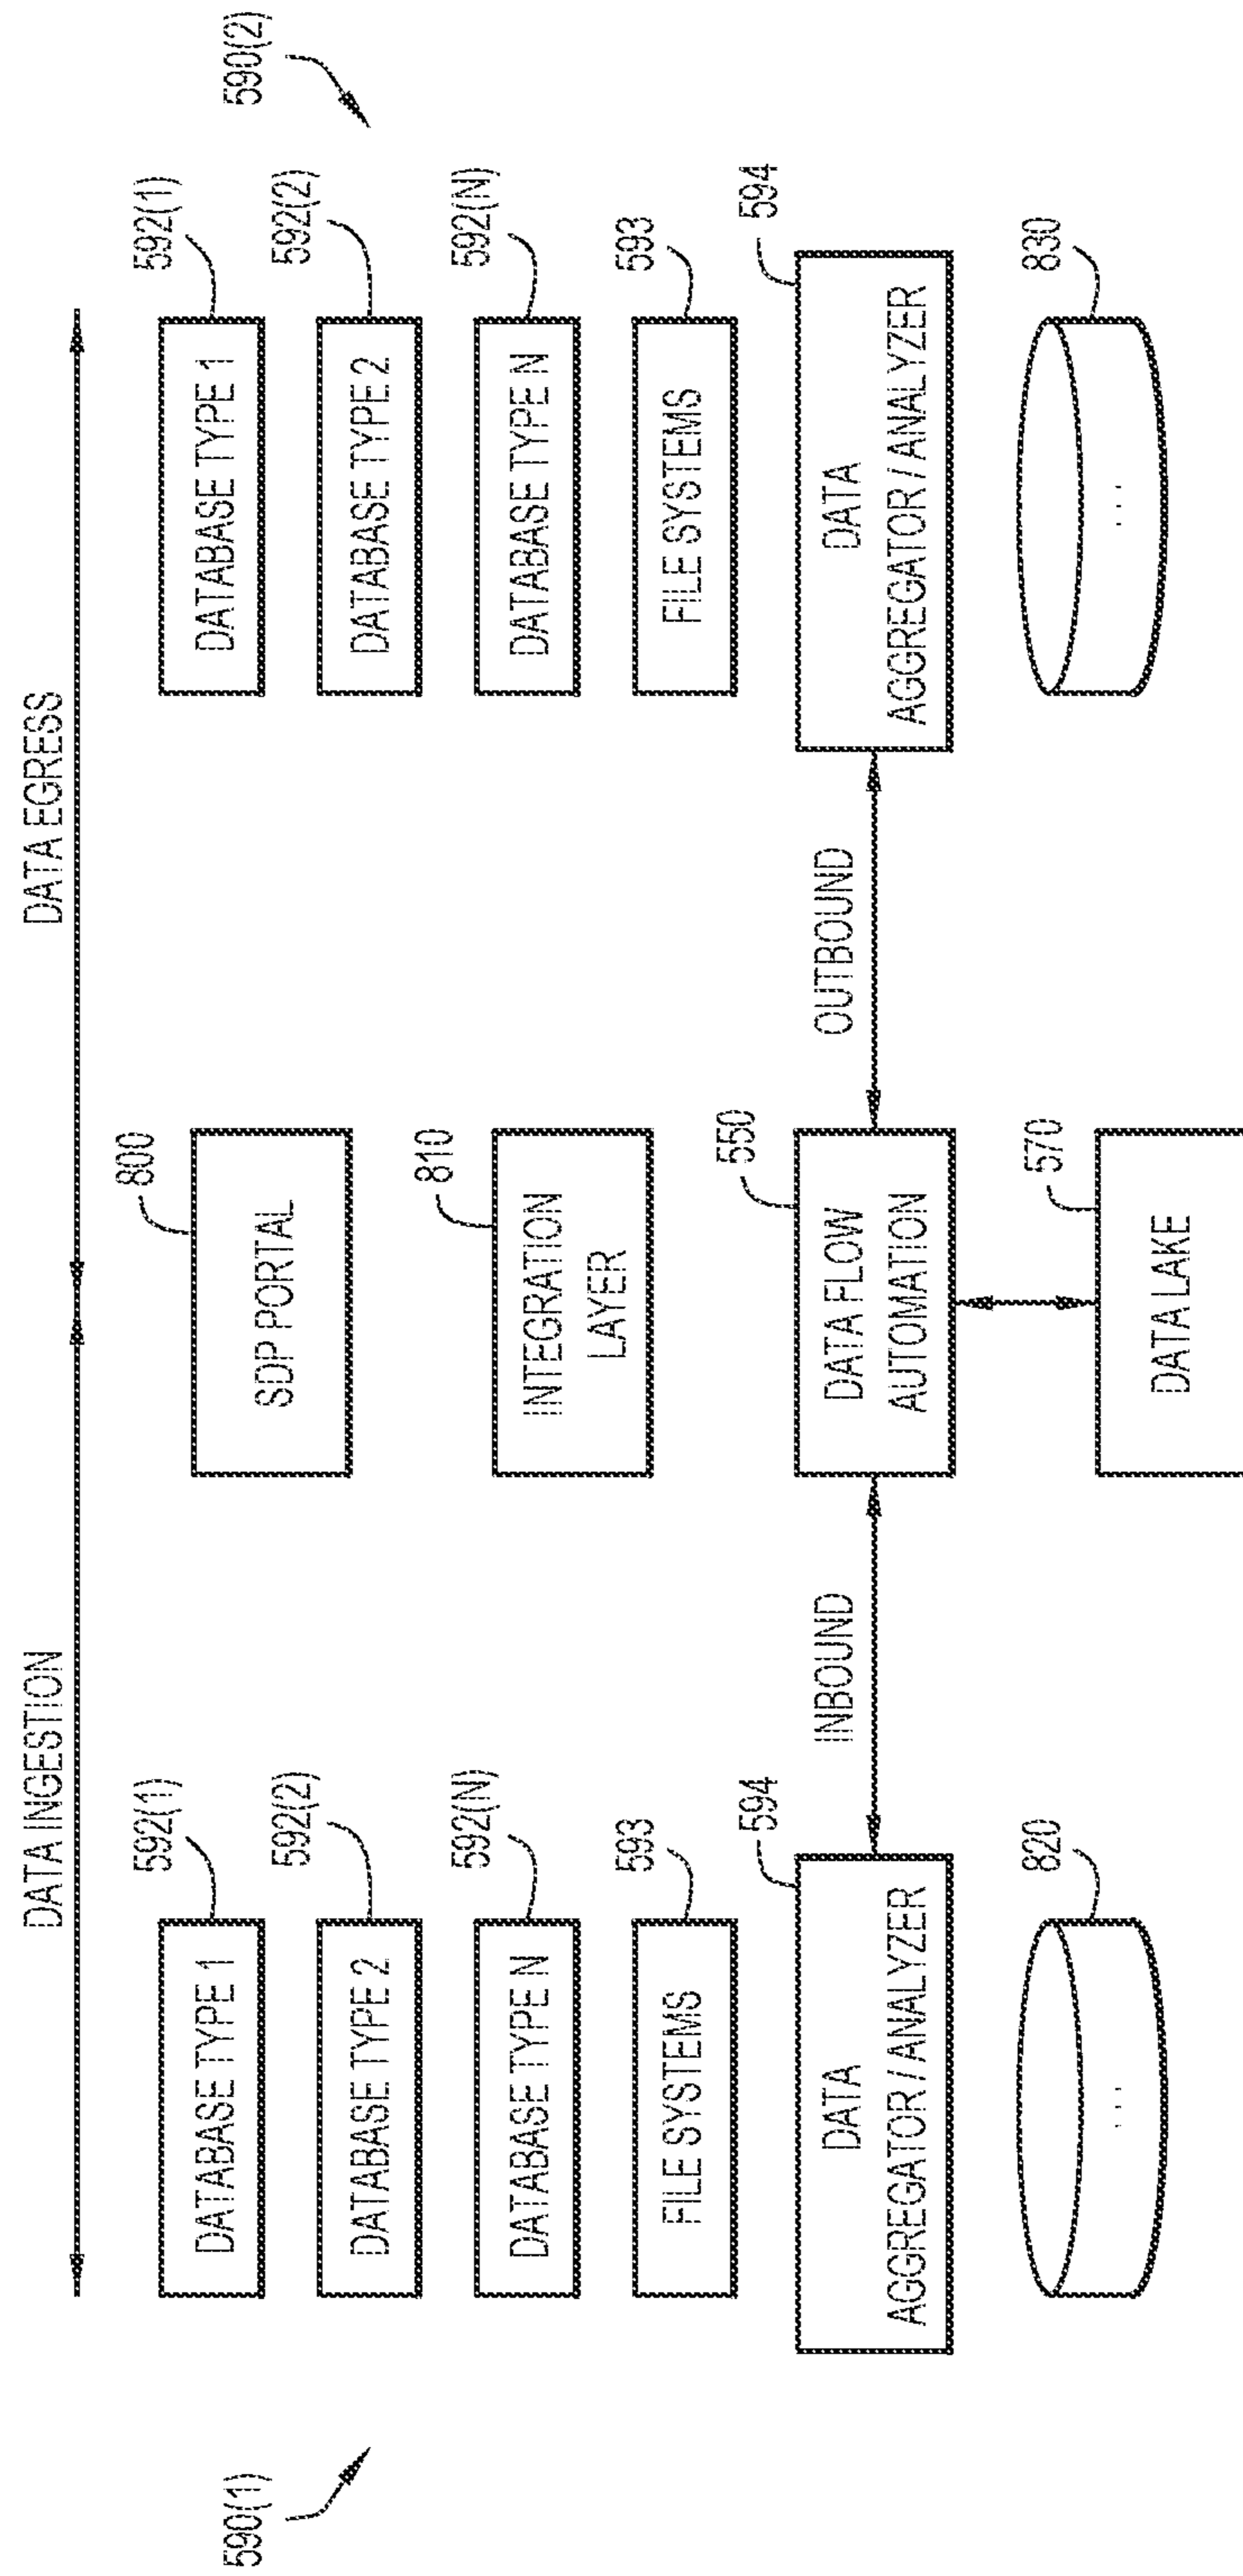 DATA INGESTION
DATA EGRESS
590(1)
DATABASE TYPE 1
592(1)
DATABASE TYPE 2
592(2)
DATABASE TYPE N
592(N)
FILE SYSTEMS
593
DATA
AGGREGATOR / ANALYZER
594
820
...
INBOUND
SDP PORTAL
800
INTEGRATION
LAYER
810
DATA FLOW
AUTOMATION
550
DATA LAKE
570
OUTBOUND
590(2)
DATABASE TYPE 1
592(1)
DATABASE TYPE 2
592(2)
DATABASE TYPE N
592(N)
FILE SYSTEMS
593
DATA
AGGREGATOR / ANALYZER
594
830
...